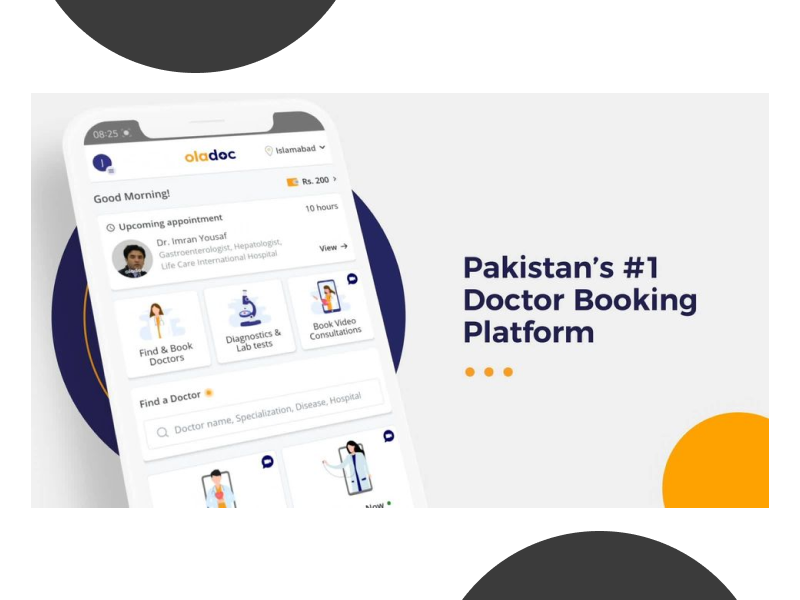 08:25
oladoc
Islamabad
Good Morning!
Rs. 200
Upcoming appointment
10 hours
Dr. Imran Yousaf
Gastroenterologist, Hepatologist,
Life Care International Hospital
View
Find & Book
Doctors
Diagnostics &
Lab tests
Book Video
Consultations
Find a Doctor
Doctor name, Specialization, Disease, Hospital
Now
Pakistan’s #1
Doctor Booking
Platform